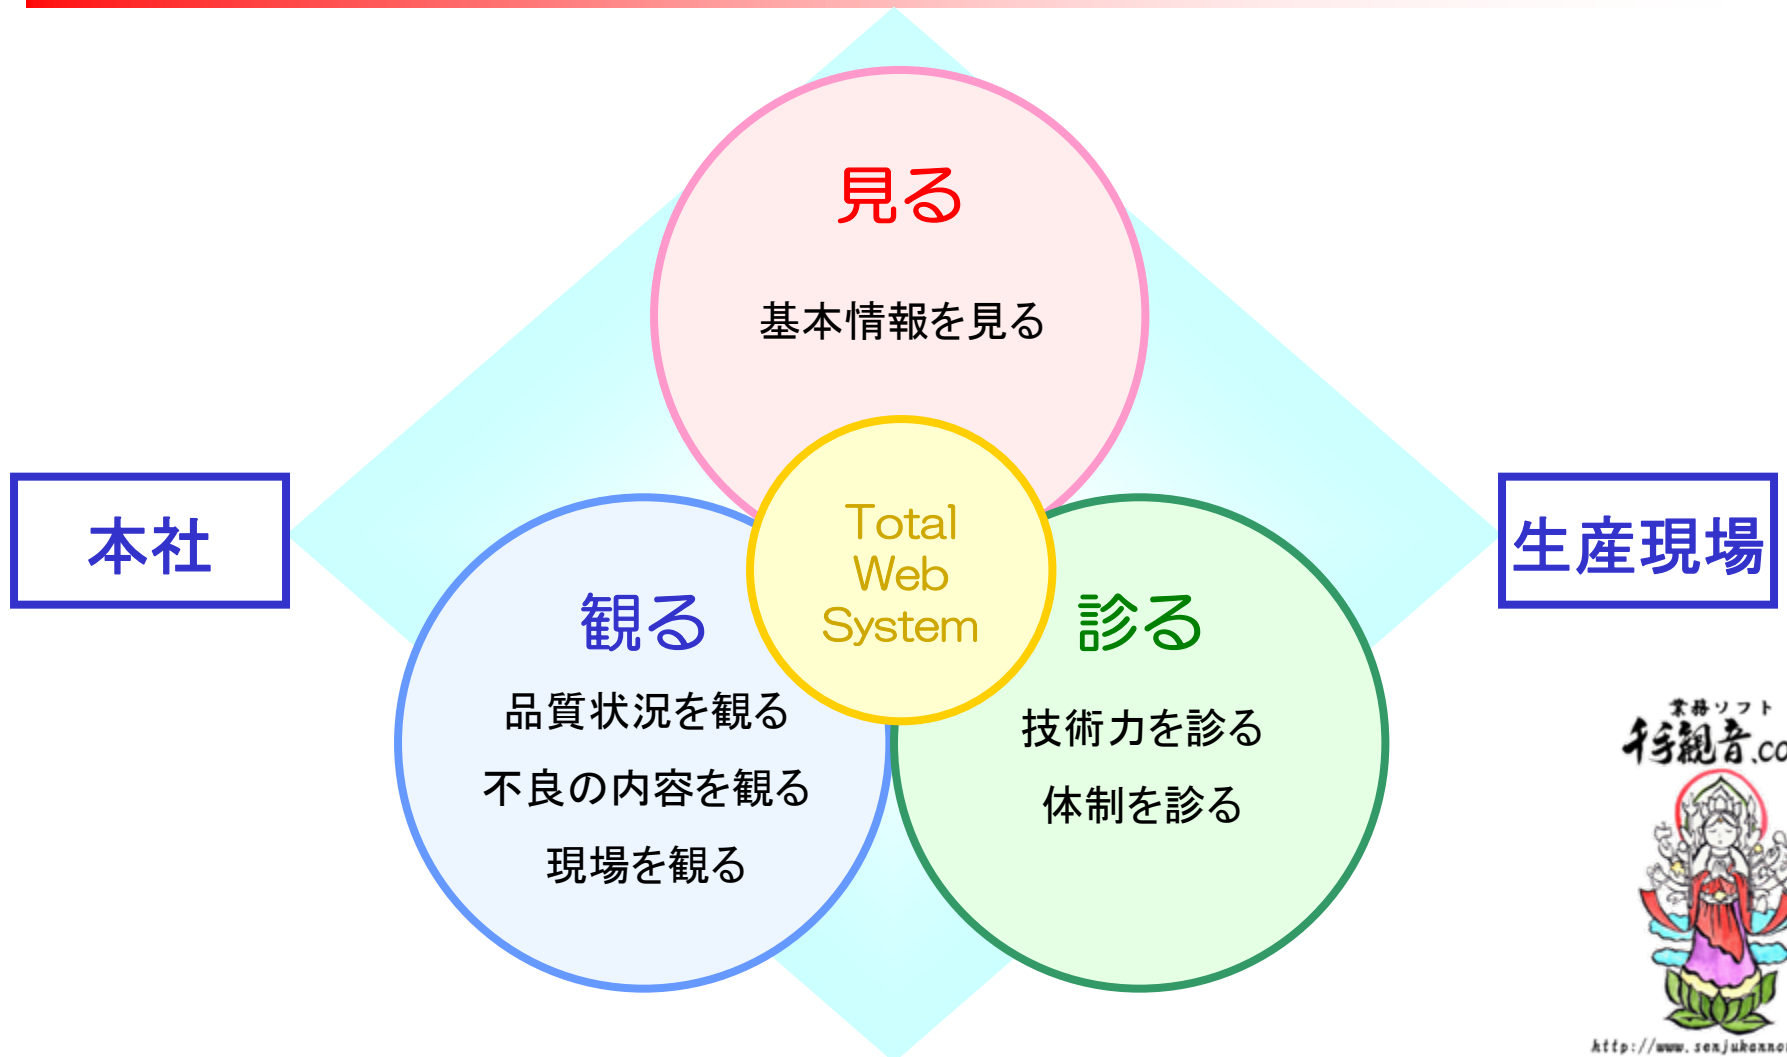 見る
基本情報を見る
本社
Total
Web
System
生産現場
観る
品質状況を観る
不良の内容を観る
現場を観る
診る
技術力を診る
体制を診る
業務ソフト
千手観音.co
http://www.senjukanno